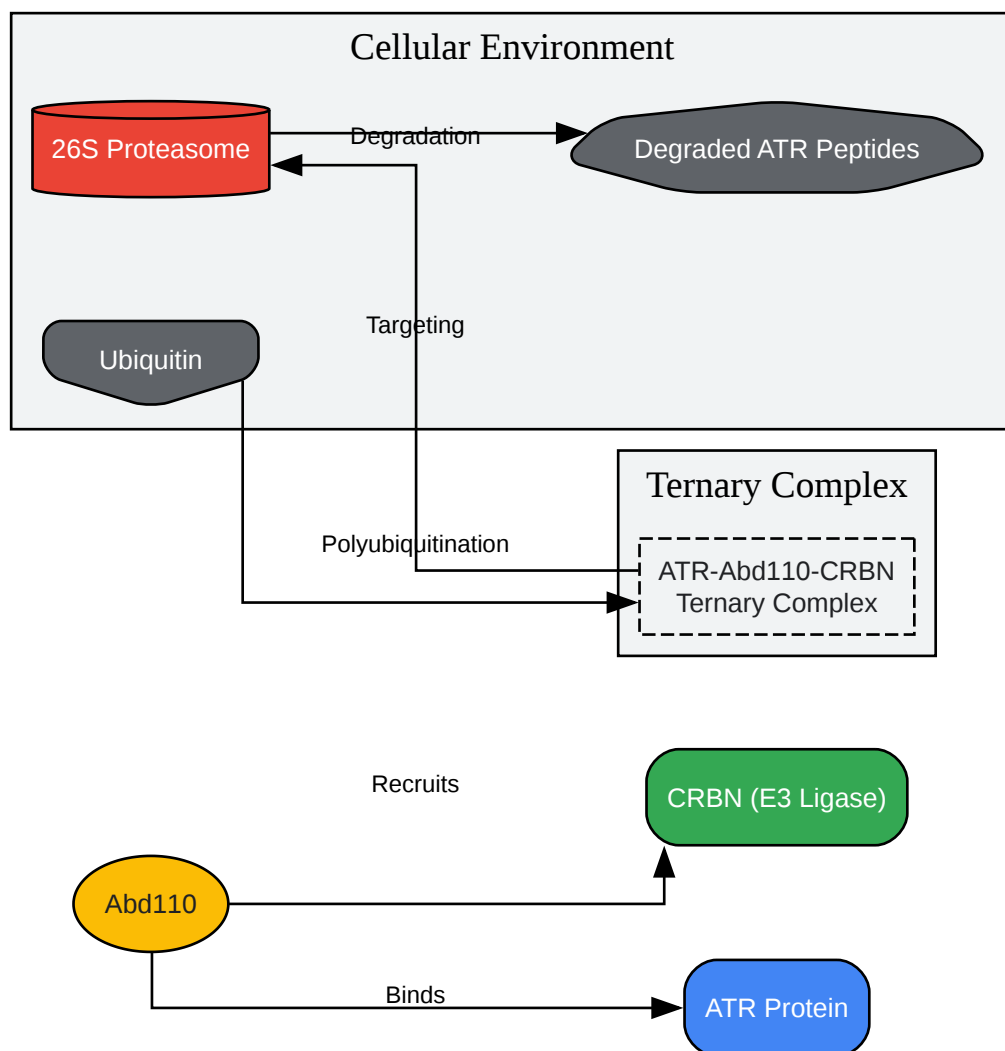 Cellular Environment
26S Proteasome
Degradation
Degraded ATR Peptides
Targeting
Ubiquitin
Ternary Complex
Polyubiquitination
ATR-Abd110-CRBN
Ternary Complex
Recruits
CRBN (E3 Ligase)
Abd110
Binds
ATR Protein